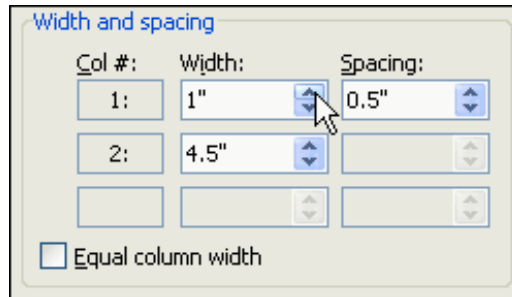 Width and spacing
Col #: Width: Spacing:
1: 1" 0.5"
2: 4.5"
Equal column width